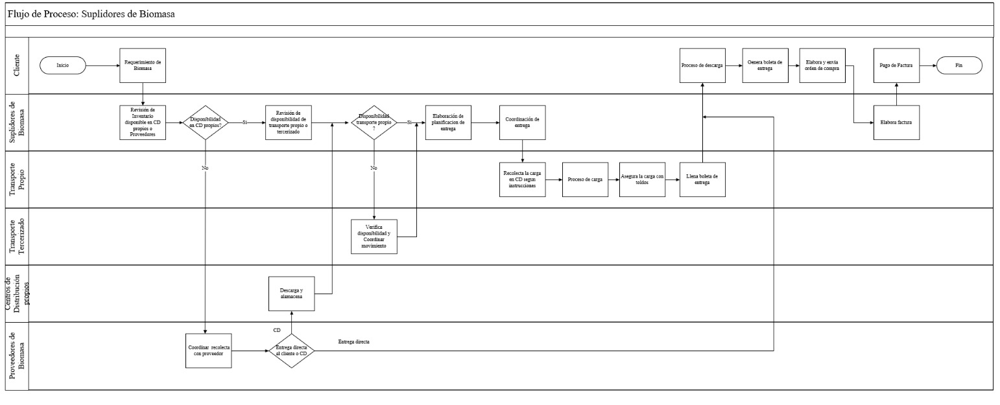 Flujo de Proceso: Suplidores de Biomasa
Cliente
Inicio
Requerimiento de
Biomasa
Proceso de descarga
Genera boleta de
entrega
Elabora y envia
orden de compra
Pago de Factura
Fin
Suplidores de
Biomasa
Revisión de
Inventario
disponible en CD
propios o
Proveedores
Disponibilidad
en CD propios?
Si
Revisión de
disponibilidad de
transporte propio o
tercerizado
Disponibilidad
transporte propio
?
Si
Elaboración de
planificacion de
entrega
Coordinación de
entrega
Elabora factura
Transporte
Propio
No
No
Recolecta la carga
en CD segun
instrucciones
Proceso de carga
Asegura la carga con
toldos
Llena boleta de
entrega
Transporte
Tercerizado
Verifica
disponibilidad y
Coordinar
movimiento
Centros de
Distribución
propios
Descarga y
alamacena
Proveedores de
Biomasa
CD
Coordinar recolecta
con proveedor
Entrega directa
al cliente o CD
Entrega directa